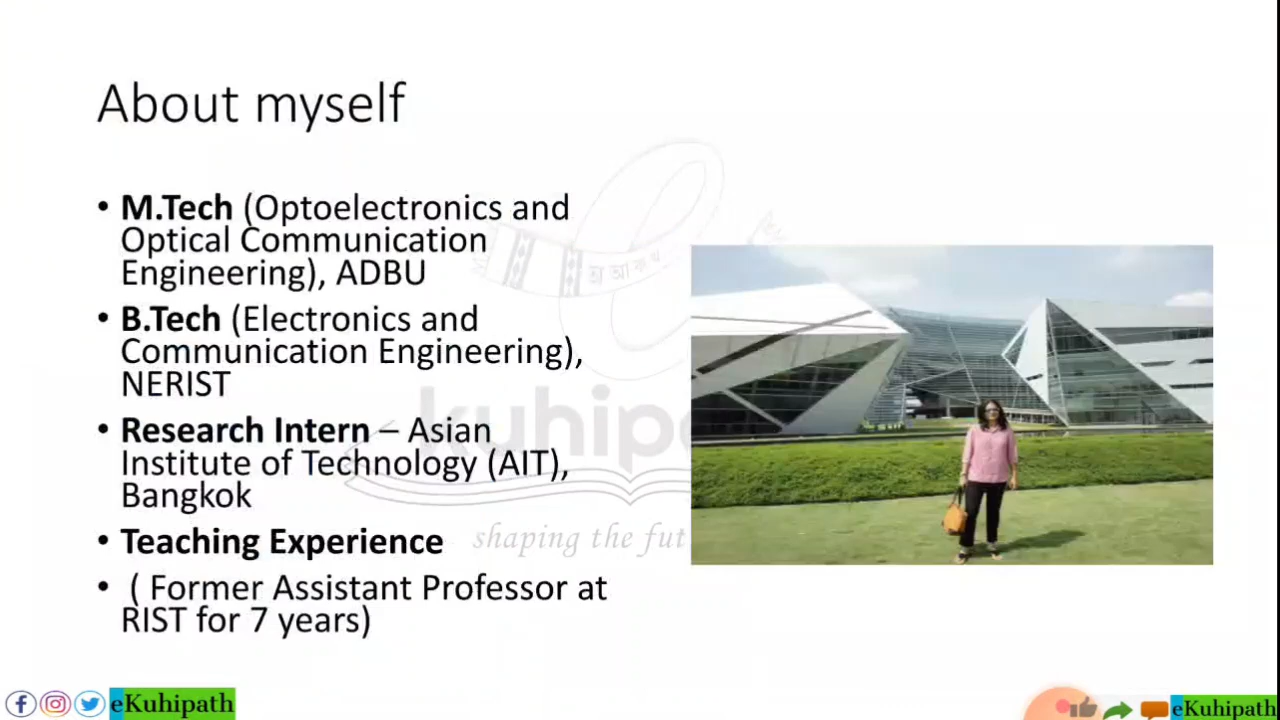 About myself
• M.Tech (Optoelectronics and
Optical Communication
Engineering), ADBU
• B.Tech (Electronics and
Communication Engineering),
NERIST
• Research Intern – Asian
Institute of Technology (AIT),
Bangkok
• Teaching Experience
• ( Former Assistant Professor at
RIST for 7 years)
kuhip
shaping the fut
eKuhipath
eKuhipath